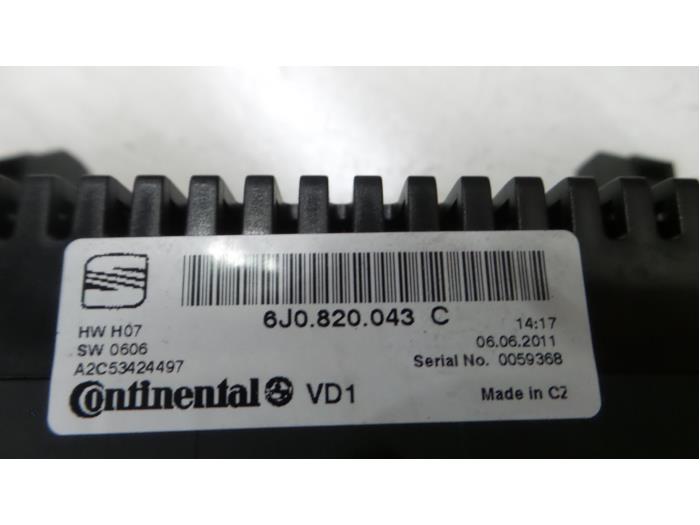 6J0.820.043 C
HW H07
SW 0606
A2C53424497
14:17
06.06.2011
Serial No. 0059368
Continental VD1
Made in CZ